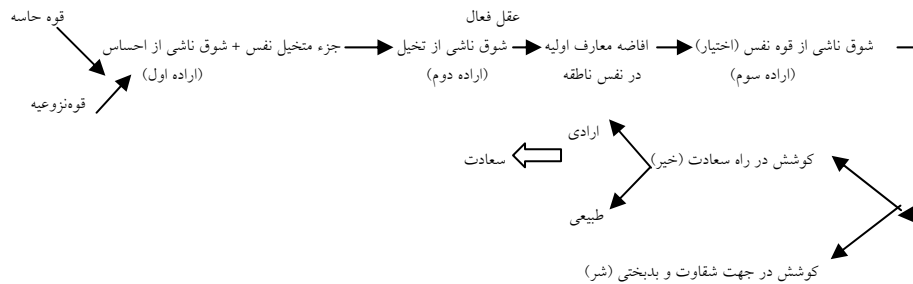 عقل فعال
قوه حاسه
شوق ناشی از احساس + جزء متخیل نفس
(اراده اول)
شوق ناشی از تخیل
(اراده دوم)
افاضه معارف اولیه
در نفس ناطقه
شوق ناشی از قوه نفس (اختیار)
(اراده سوم)
قوه‌نزوعیه
ارادی
کوشش در راه سعادت (خیر)
سعادت
طبیعی
کوشش در جهت شقاوت و بدبختی (شر)